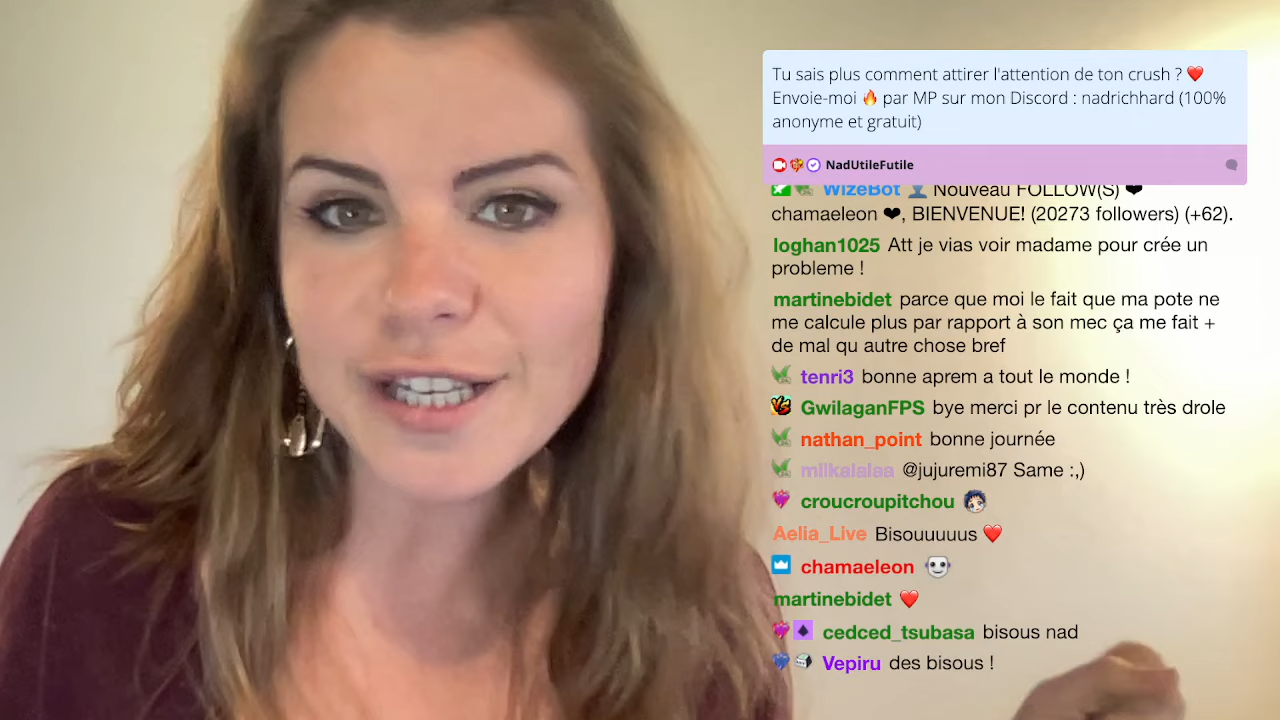 Tu sais plus comment attirer l'attention de ton crush ? ❤️
Envoie-moi 🔥 par MP sur mon Discord : nadrichhard (100%
anonyme et gratuit)
NadUtileFutile
WizeBot Nouveau FOLLOW(S) ❤
chamaeleon ❤, BIENVENUE! (20273 followers) (+62).
loghan1025 Att je vias voir madame pour crée un
probleme !
martinebidet parce que moi le fait que ma pote ne
me calcule plus par rapport à son mec ça me fait +
de mal qu autre chose bref
tenri3 bonne aprem a tout le monde !
GwilaganFPS bye merci pr le contenu très drole
nathan_point bonne journée
@jujuremi87 Same :,)
croucroupitchou
Aelia_Live Bisouuuuus ❤️
chamaeleon
martinebidet ❤️
cedced_tsubasa bisous nad
Vepiru des bisous !